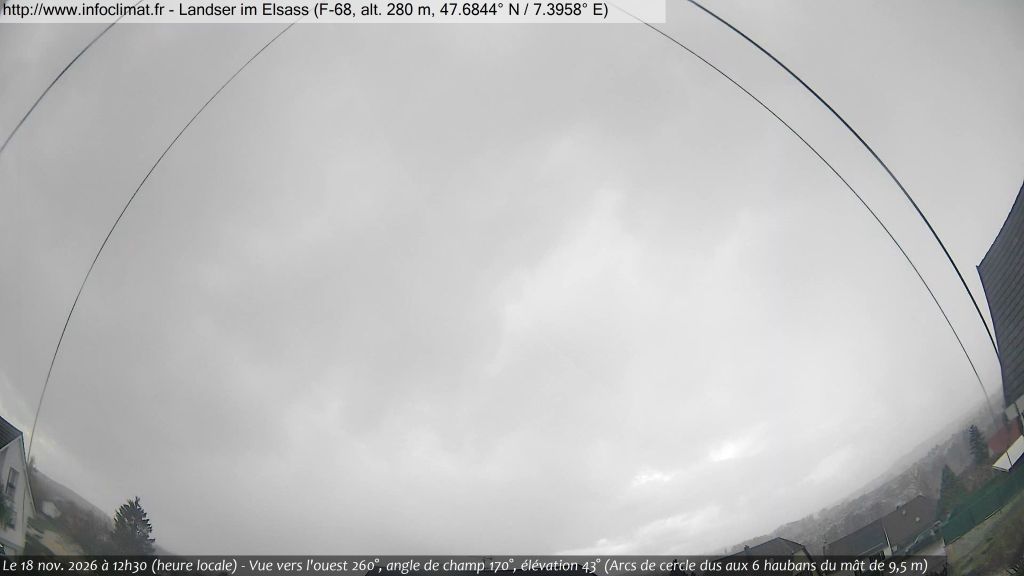 http://www.infoclimat.fr - Landser im Elsass (F-68, alt. 280 m, 47.6844° N / 7.3958° E)
Le 18 nov. 2026 à 12h30 (heure locale) - Vue vers l'ouest 260°, angle de champ 170°, élévation 43° (Arcs de cercle dus aux 6 haubans du mât de 9,5 m)